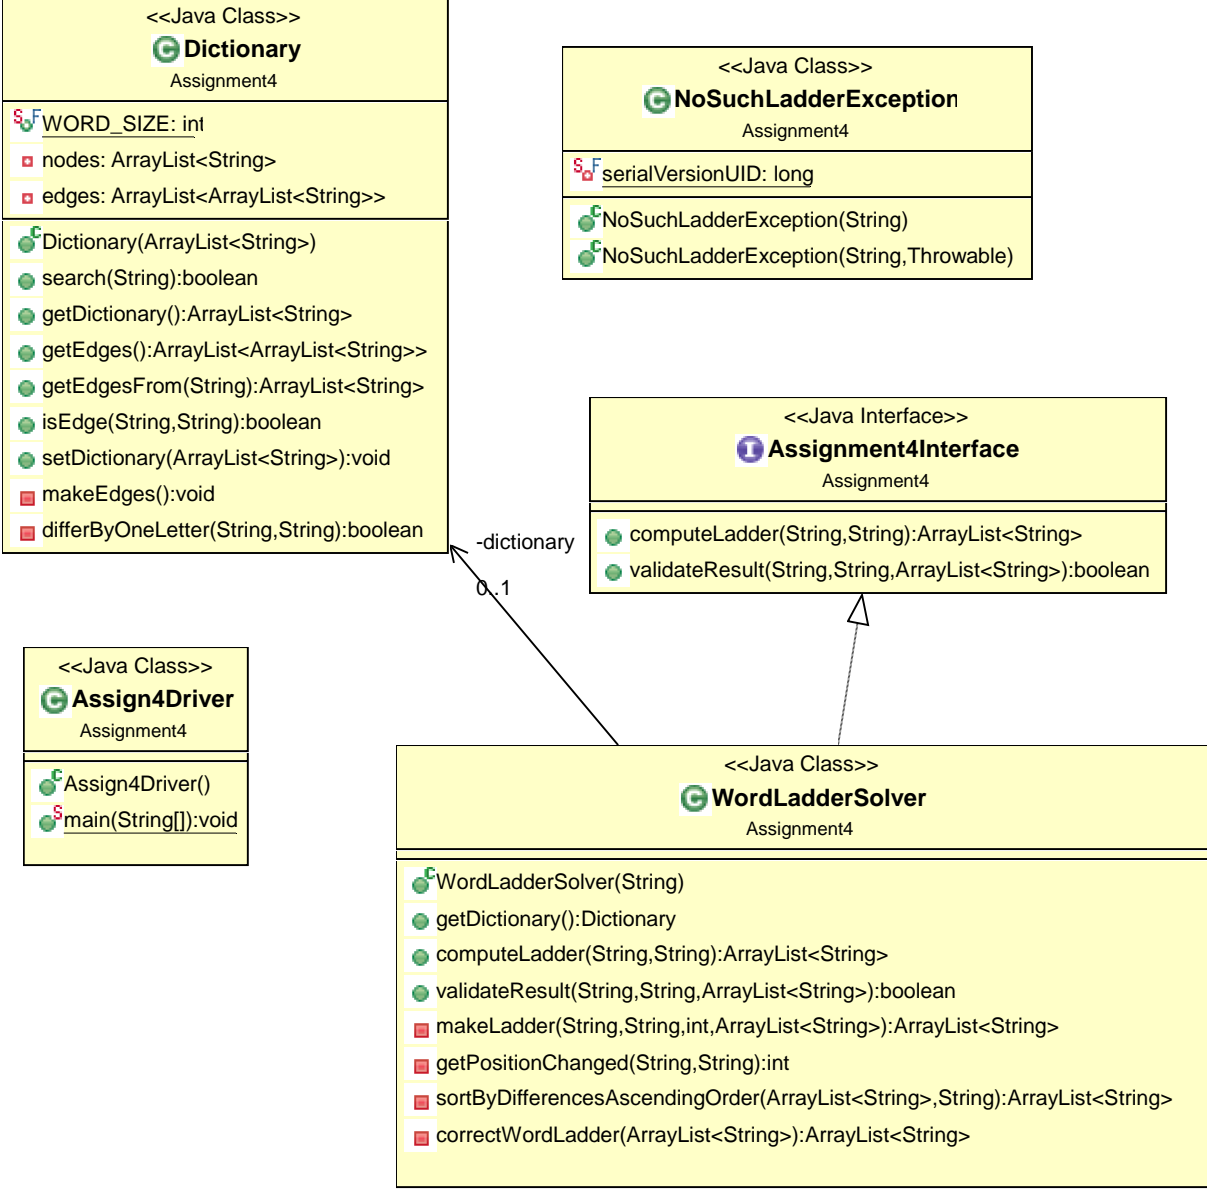 <<Java Class>>
Dictionary
Assignment4
WORD_SIZE: int
nodes: ArrayList<String>
edges: ArrayList<ArrayList<String>>
Dictionary(ArrayList<String>)
search(String):boolean
getDictionary():ArrayList<String>
getEdges():ArrayList<ArrayList<String>>
getEdgesFrom(String):ArrayList<String>
isEdge(String,String):boolean
setDictionary(ArrayList<String>):void
makeEdges():void
differByOneLetter(String,String):boolean
<<Java Class>>
NoSuchLadderException
Assignment4
serialVersionUID: long
NoSuchLadderException(String)
NoSuchLadderException(String,Throwable)
<<Java Interface>>
Assignment4Interface
Assignment4
computeLadder(String,String):ArrayList<String>
validateResult(String,String,ArrayList<String>):boolean
-dictionary
0..1
<<Java Class>>
Assign4Driver
Assignment4
Assign4Driver()
main(String[]):void
<<Java Class>>
WordLadderSolver
Assignment4
WordLadderSolver(String)
getDictionary():Dictionary
computeLadder(String,String):ArrayList<String>
validateResult(String,String,ArrayList<String>):boolean
makeLadder(String,String,int,ArrayList<String>):ArrayList<String>
getPositionChanged(String,String):int
sortByDifferencesAscendingOrder(ArrayList<String>,String):ArrayList<String>
correctWordLadder(ArrayList<String>):ArrayList<String>